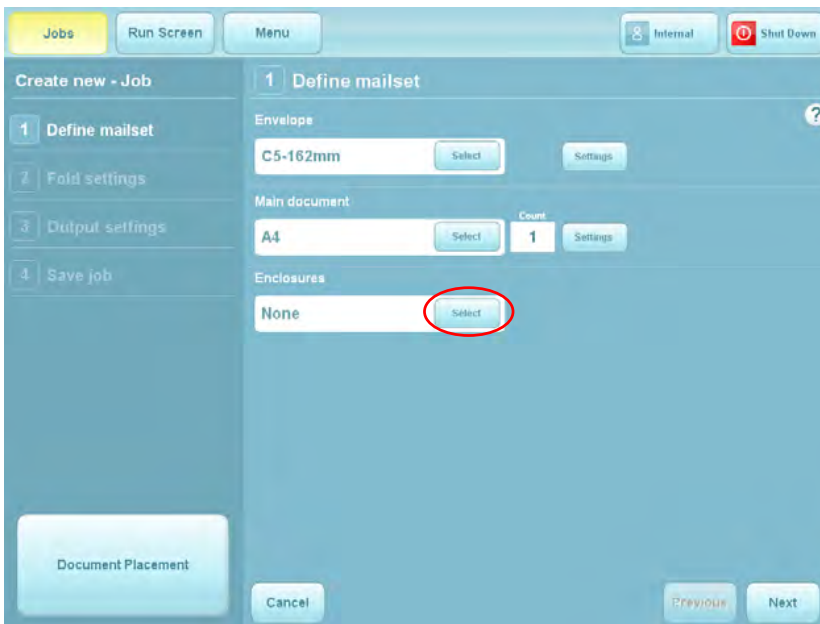 Jobs Run Screen Menu Internal Shut Down
Create new - Job
1 Define mailset
2 Fold settings
3 Output settings
4 Save job
Document Placement
1 Define mailset
?
Envelope
C5-162mm Select Settings
Main document
Count
A4 Select 1 Settings
Enclosures
None Select
Cancel Previous Next